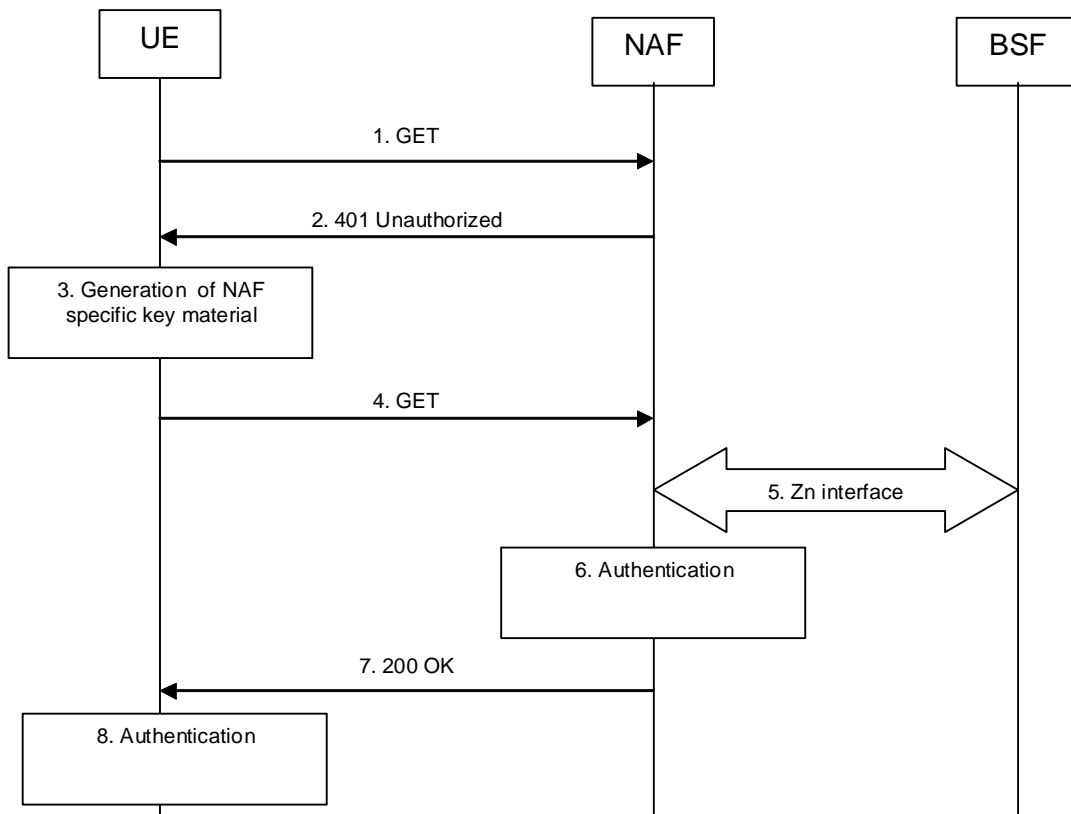 UE
NAF
BSF
1. GET
2. 401 Unauthorized
3. Generation of NAF
specific key material
4. GET
5. Zn interface
6. Authentication
7. 200 OK
8. Authentication